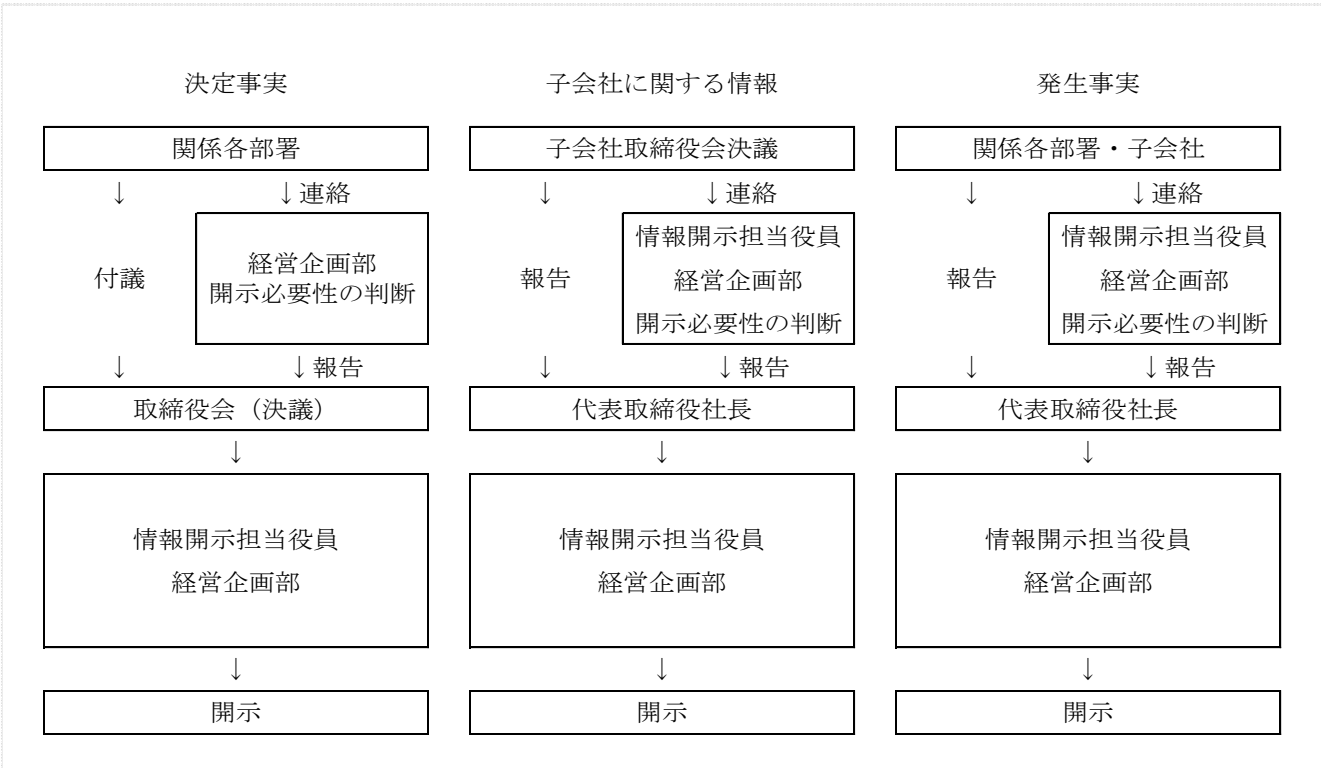 決定事実
関係各部署
↓ ↓連絡
付議
経営企画部
開示必要性の判断
↓ ↓報告
取締役会（決議）
↓
情報開示担当役員
経営企画部
↓
開示
子会社に関する情報
子会社取締役会決議
↓ ↓連絡
報告
情報開示担当役員
経営企画部
開示必要性の判断
↓ ↓報告
代表取締役社長
↓
情報開示担当役員
経営企画部
↓
開示
発生事実
関係各部署・子会社
↓ ↓連絡
報告
情報開示担当役員
経営企画部
開示必要性の判断
↓ ↓報告
代表取締役社長
↓
情報開示担当役員
経営企画部
↓
開示